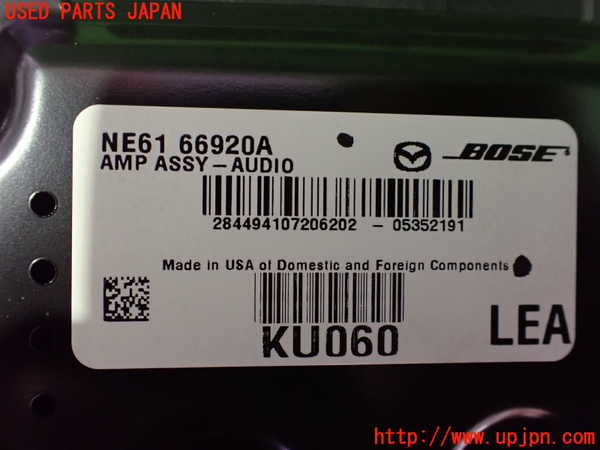 USED PARTS JAPAN
NE61 66920A
AMP ASSY-AUDIO
BOSE
284494107206202 - 05352191
Made in USA of Domestic and Foreign Components
KU060
LEA
http://www.upjpn.com